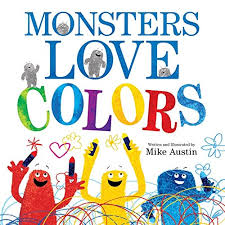 MONSTERS
LOVE
COLORS
Written and Illustrated by
Mike Austin